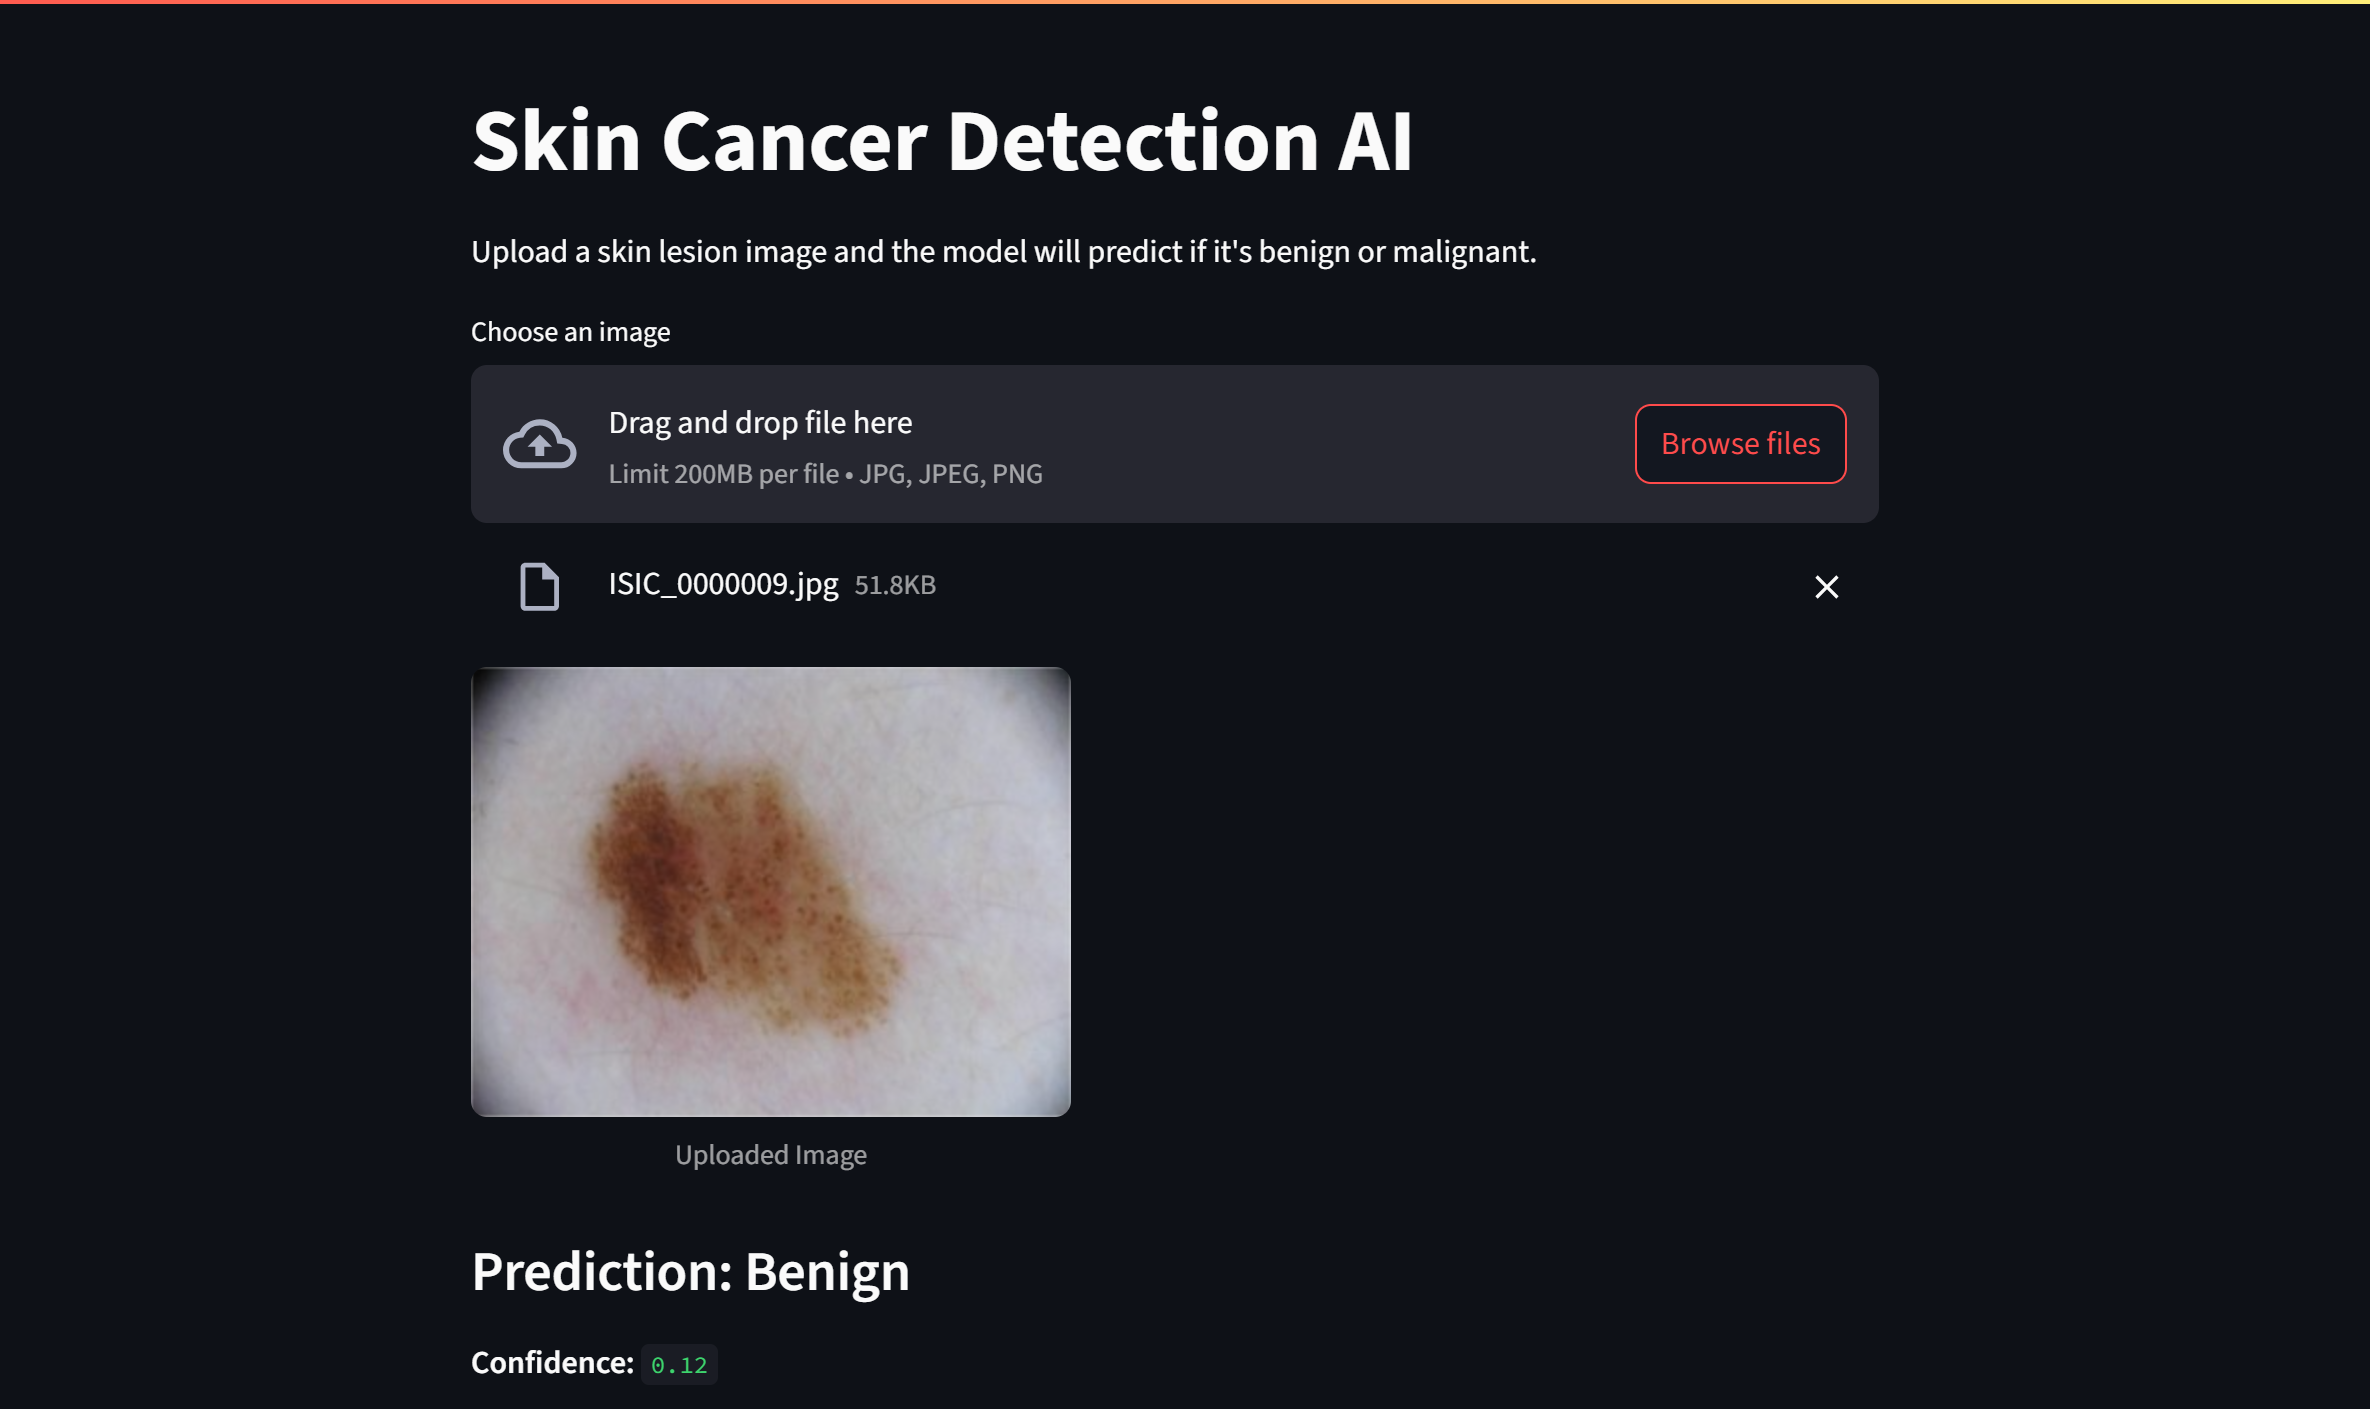 Skin Cancer Detection AI
Upload a skin lesion image and the model will predict if it's benign or malignant.
Choose an image
Drag and drop file here
Limit 200MB per file • JPG, JPEG, PNG
Browse files
ISIC_0000009.jpg 51.8KB
Uploaded Image
Prediction: Benign
Confidence: 0.12